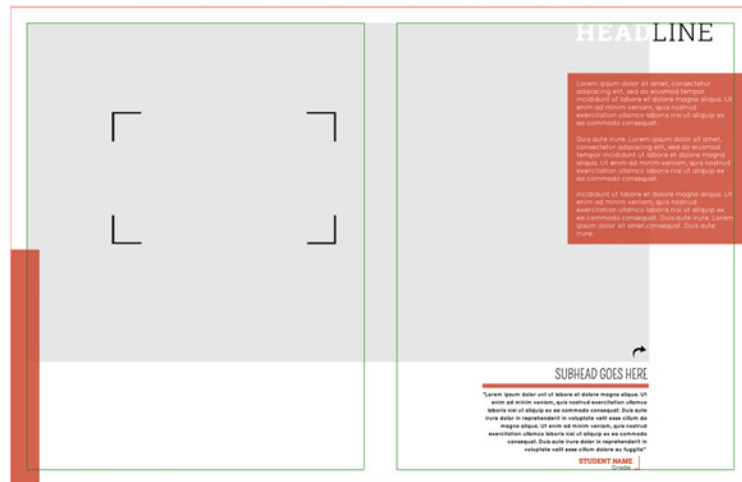 HEADLINE
Lorem ipsum dolor sit amet, consectetur
adipiscing elit, sed do eiusmod tempor
incididunt ut labore et dolore magna aliqua. Ut
enim ad minim veniam, quis nostrud
exercitation ullamco laboris nisi ut aliquip ex
ea commodo consequat.
Duis aute irure. Lorem ipsum dolor sit amet,
consectetur adipiscing elit, sed do eiusmod
tempor incididunt ut labore et dolore magna
aliqua. Ut enim ad minim veniam, quis nostrud
exercitation ullamco laboris nisi ut aliquip ex
ea commodo consequat.
incididunt ut labore et dolore magna aliqua. Ut
enim ad minim veniam, quis nostrud
exercitation ullamco laboris nisi ut aliquip ex
ea commodo consequat. Duis aute irure. Lorem
ipsum dolor sit amet,consequat. Duis aute
irure.
SUBHEAD GOES HERE
"Lorem ipsum dolor unt ut labore et dolore magna aliqua. Ut
enim ad minim veniam, quis nostrud exercitation ullamco
laboris nisi ut aliquip ex ea commodo consequat. Duis aute
irure dolor in reprehenderit in voluptate velit esse cillum do
magna aliqua. Ut enim ad minim veniam, quis nostrud
exercitation ullamco laboris nisi ut aliquip ex ea commodo
consequat. Duis aute irure dolor in reprehenderit in
voluptate velit esse cillum dolore eu fuggite"
STUDENT NAME
Grade